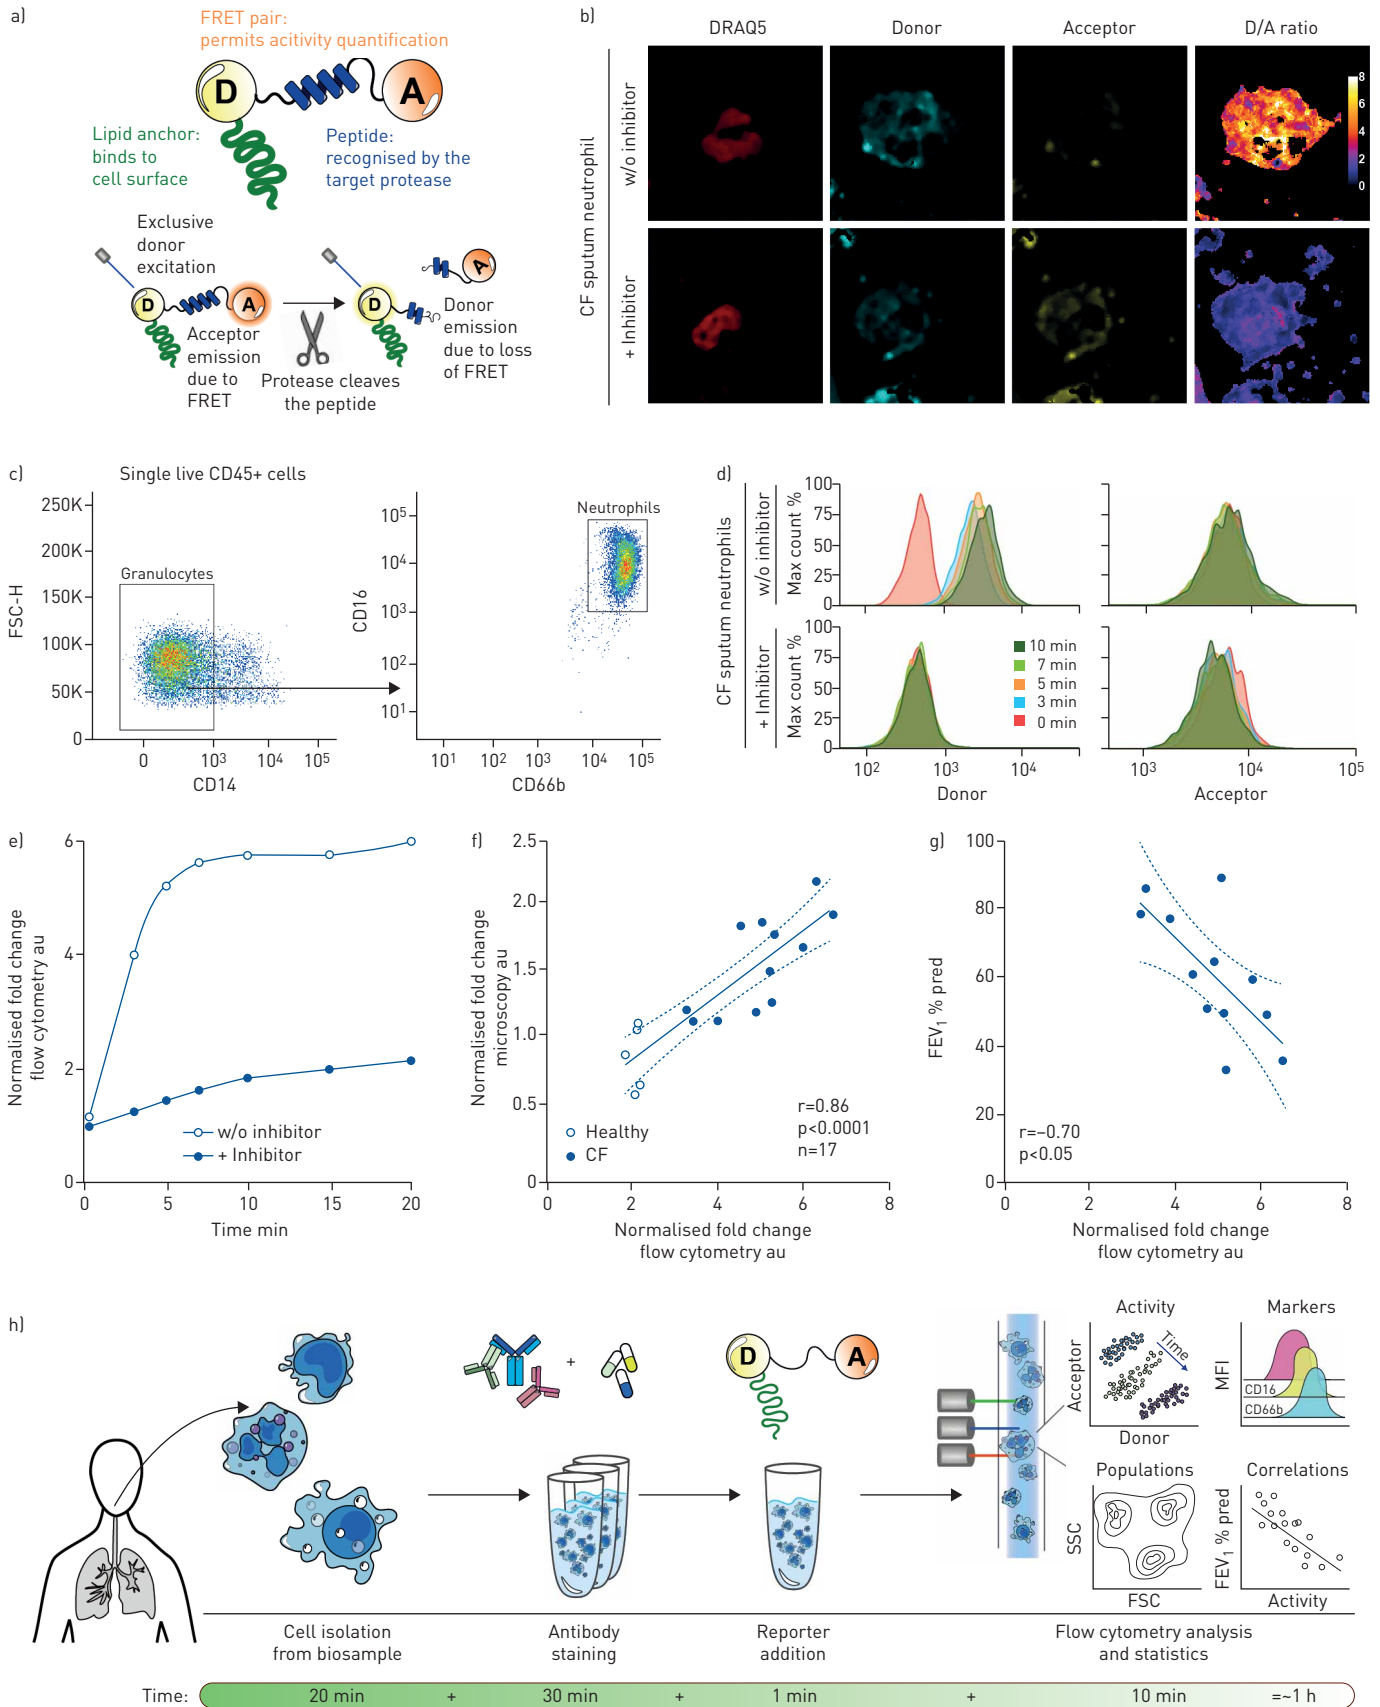 a)
FRET pair:
permits acitivity quantification
D
A
Lipid anchor:
binds to
cell surface
Peptide:
recognised by the
target protease
Exclusive
donor
excitation
D
A
Acceptor
emission
due to
FRET
Protease cleaves
the peptide
D
A
Donor
emission
due to loss
of FRET
b)
DRAQ5
Donor
Acceptor
D/A ratio
CF sputum neutrophil
w/o inhibitor
+ Inhibitor
8
6
4
2
0
c)
Single live CD45+ cells
FSC-H
250K
200K
150K
100K
50K
0
Granulocytes
0
10³
10⁴
10⁵
CD14
CD16
10⁵
10⁴
10³
10²
10¹
Neutrophils
10¹
10²
10³
10⁴
10⁵
CD66b
d)
CF sputum neutrophils
w/o inhibitor
+ Inhibitor
Max count %
100
75
50
25
0
Max count %
100
75
50
25
0
10 min
7 min
5 min
3 min
0 min
10²
10³
10⁴
Donor
10³
10⁴
10⁵
Acceptor
e)
Normalised fold change
flow cytometry au
6
4
2
0
w/o inhibitor
+ Inhibitor
0
5
10
15
20
Time min
f)
Normalised fold change
microscopy au
2.5
2.0
1.5
1.0
0.5
0
Healthy
CF
r=0.86
p<0.0001
n=17
0
2
4
6
8
Normalised fold change
flow cytometry au
g)
FEV₁ % pred
100
80
60
40
20
0
r=–0.70
p<0.05
0
2
4
6
8
Normalised fold change
flow cytometry au
h)
+
D
A
Activity
Acceptor
Time
Donor
Markers
MFI
CD16
CD66b
Populations
SSC
FSC
Correlations
FEV₁ % pred
Activity
Cell isolation
from biosample
Antibody
staining
Reporter
addition
Flow cytometry analysis
and statistics
Time: 20 min + 30 min + 1 min + 10 min =~1 h